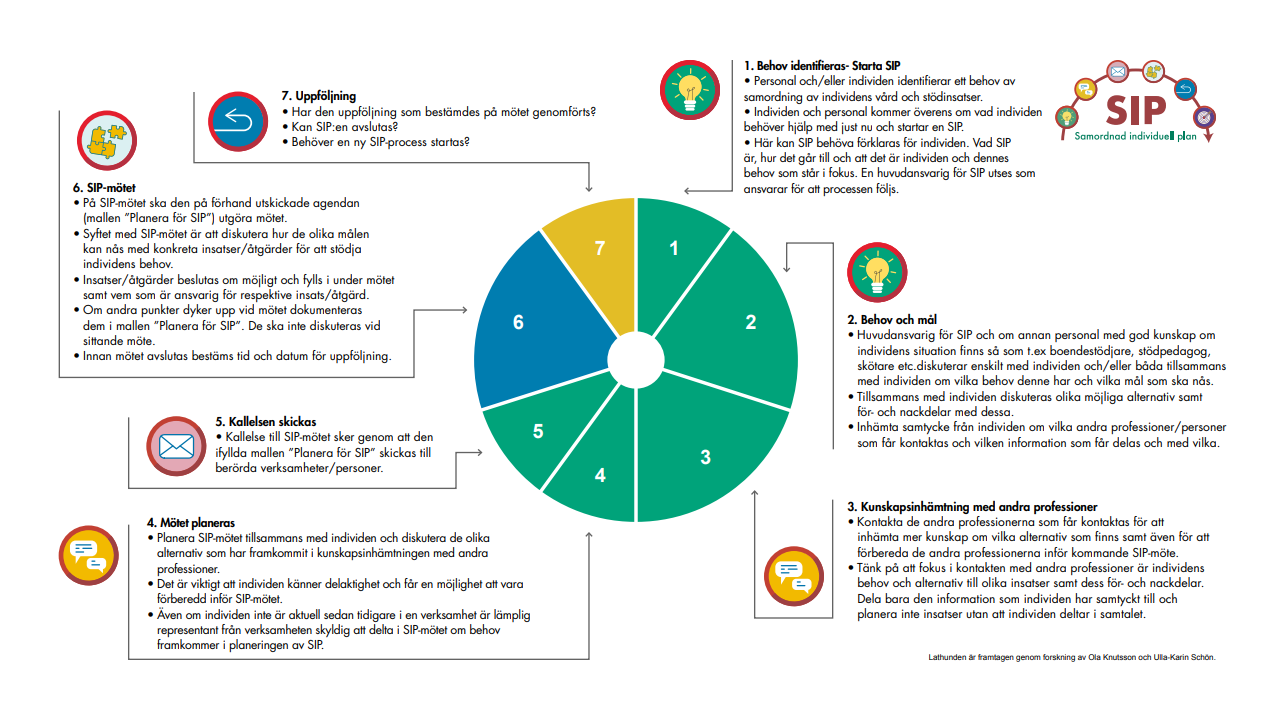 1. Behov identifieras- Starta SIP
• Personal och/eller individen identifierar ett behov av
samordning av individens vård och stödinsatser.
• Individen och personal kommer överens om vad individen
behöver hjälp med just nu och startar en SIP.
• Här kan SIP behöva förklaras för individen. Vad SIP
är, hur det går till och att det är individen och dennes
behov som står i fokus. En huvudansvarig för SIP utses som
ansvarar för att processen följs.
SIP
Samordnad individuell plan
2. Behov och mål
• Huvudansvarig för SIP och om annan personal med god kunskap om
individens situation finns så som t.ex boendestödjare, stödpedagog,
skötare etc.diskuterar enskilt med individen och/eller båda tillsammans
med individen om vilka behov denne har och vilka mål som ska nås.
• Tillsammans med individen diskuteras olika möjliga alternativ samt
för- och nackdelar med dessa.
• Inhämta samtycke från individen om vilka andra professioner/personer
som får kontaktas och vilken information som får delas och med vilka.
3. Kunskapsinhämtning med andra professioner
• Kontakta de andra professionerna som får kontaktas för att
inhämta mer kunskap om vilka alternativ som finns samt även för att
förbereda de andra professionerna inför kommande SIP-möte.
• Tänk på att fokus i kontakten med andra professioner är individens
behov och alternativ till olika insatser samt dess för- och nackdelar.
Dela bara den information som individen har samtyckt till och
planera inte insatser utan att individen deltar i samtalet.
4. Mötet planeras
• Planera SIP-mötet tillsammans med individen och diskutera de olika
alternativ som har framkommit i kunskapsinhämtningen med andra
professioner.
• Det är viktigt att individen känner delaktighet och får en möjlighet att vara
förberedd inför SIP-mötet.
• Även om individen inte är aktuell sedan tidigare i en verksamhet är lämplig
representant från verksamheten skyldig att delta i SIP-mötet om behov
framkommer i planeringen av SIP.
5. Kallelsen skickas
• Kallelse till SIP-mötet sker genom att den
ifyllda mallen ”Planera för SIP” skickas till
berörda verksamheter/personer.
6. SIP-mötet
• På SIP-mötet ska den på förhand utskickade agendan
(mallen ”Planera för SIP”) utgöra mötet.
• Syftet med SIP-mötet är att diskutera hur de olika målen
kan nås med konkreta insatser/åtgärder för att stödja
individens behov.
• Insatser/åtgärder beslutas om möjligt och fylls i under mötet
samt vem som är ansvarig för respektive insats/åtgärd.
• Om andra punkter dyker upp vid mötet dokumenteras
dem i mallen ”Planera för SIP”. De ska inte diskuteras vid
sittande möte.
• Innan mötet avslutas bestäms tid och datum för uppföljning.
7. Uppföljning
• Har den uppföljning som bestämdes på mötet genomförts?
• Kan SIP:en avslutas?
• Behöver en ny SIP-process startas?
1
2
3
4
5
6
7
Lathunden är framtagen genom forskning av Ola Knutsson och Ulla-Karin Schön.